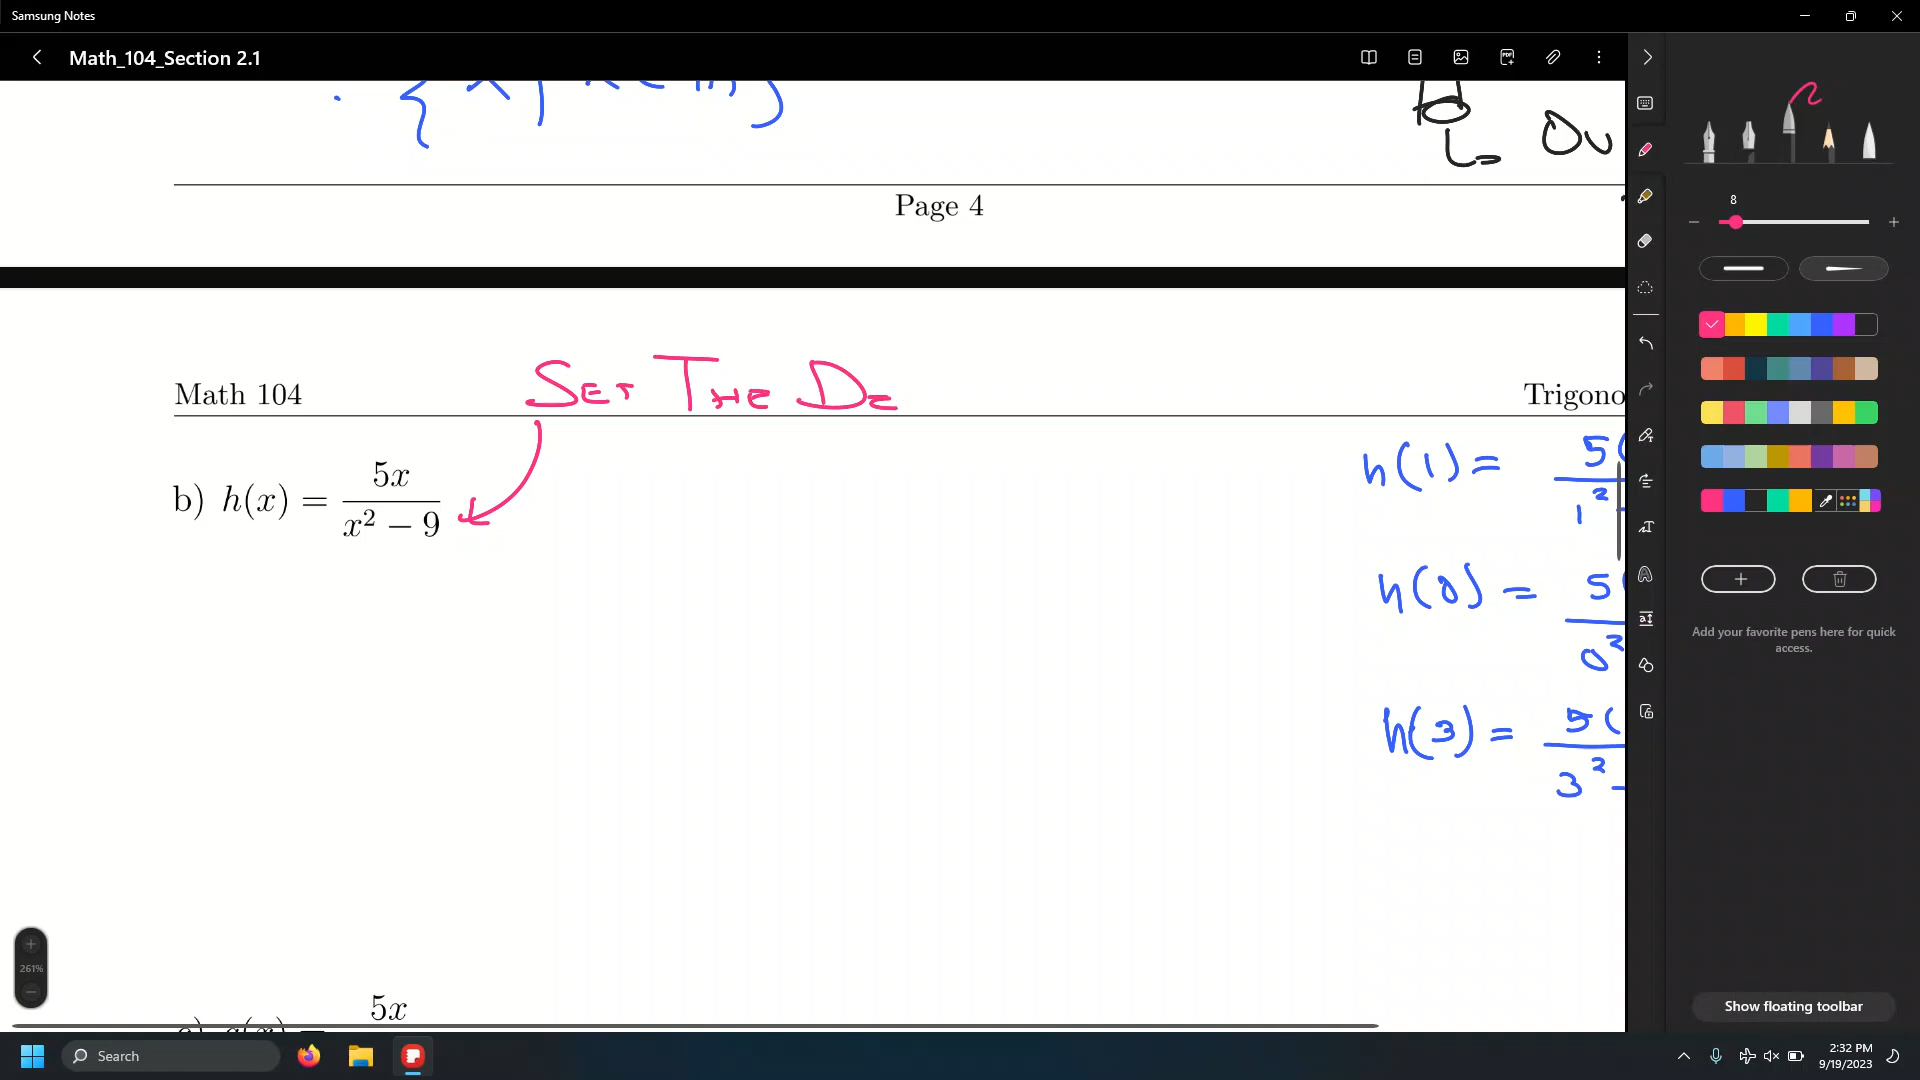 Samsung Notes
Math_104_Section 2.1
{x | x
Ou
Page 4
8
SET THE DE
Math 104
Trigono
b) h(x) = 5x / x² − 9
h(1) = 5( / 1²
h(0) = 5( / 0²
h(3) = 5( / 3² -
Add your favorite pens here for quick
access.
261%
5x
Show floating toolbar
Search
2:32 PM
9/19/2023